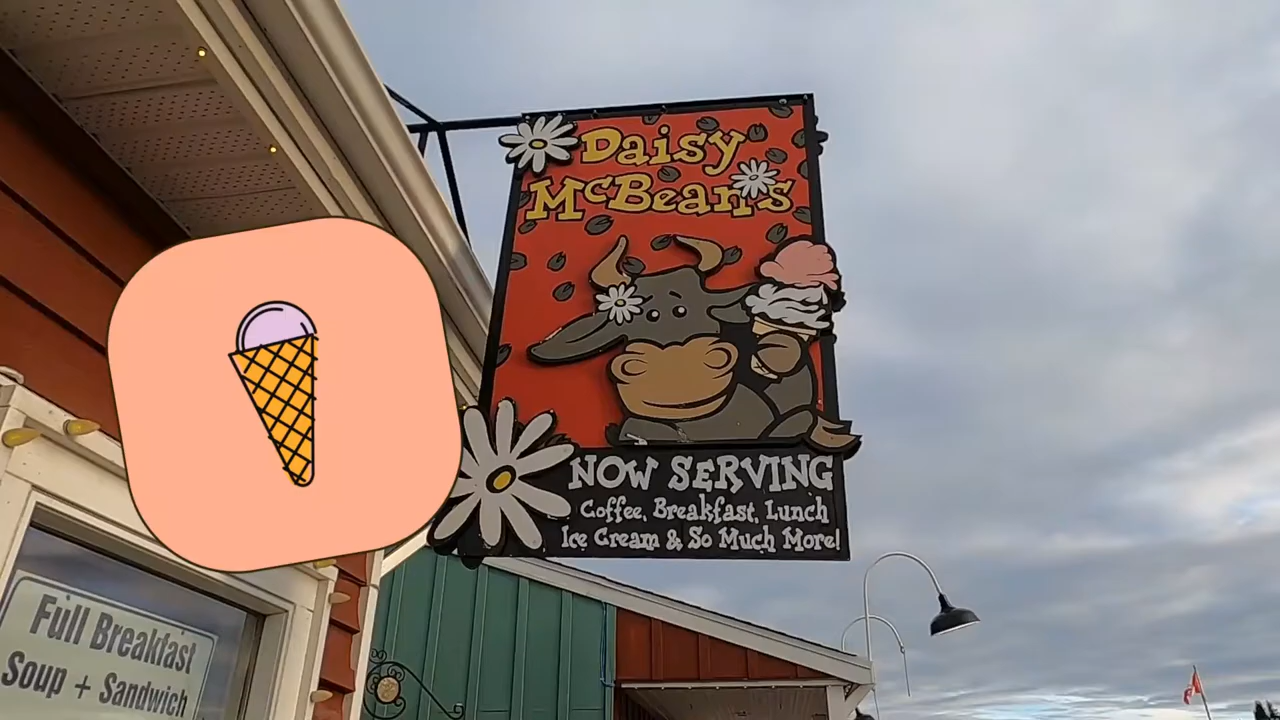 Daisy
McBean's
NOW SERVING
Coffee, Breakfast, Lunch
Ice Cream & So Much More!
Full Breakfast
Soup + Sandwich